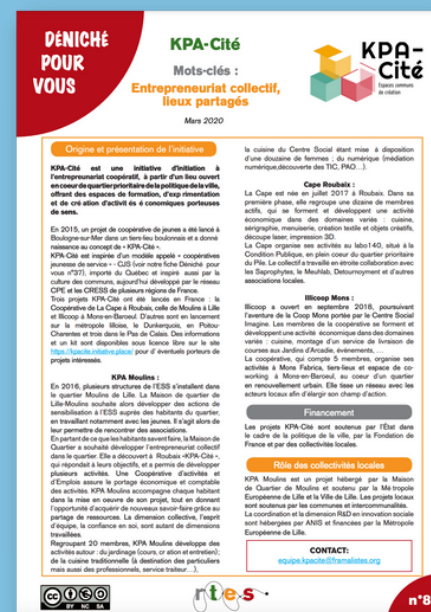 DÉNICHÉ
POUR
VOUS
KPA-Cité
Mots-clés :
Entrepreneuriat collectif,
lieux partagés
Mars 2020
KPA-
Cité
Espaces communs
de création
Origine et présentation de l'initiative
KPA-Cité est une initiative d'initiation à
l'entrepreunariat coopératif, à partir d'un lieu ouvert
en coeur de quartier prioritaire de la politique de la ville,
offrant des espaces de formation, d'exp rimentation
et de cré ation d'activit és é conomiques porteuses
de sens.
En 2015, un projet de coopérative de jeunes a été lancé à
Boulogne-sur-Mer dans un tiers-lieu boulonnais et a donné
naissance au concept de « KPA-Cité ».
KPA-Cité est inspirée d'un modèle appelé « coopératives
jeunesse de service » - CJS (voir notre fiche Déniché pour
vous n°37), importé du Québec et inspiré aussi par la
culture des communs, aujourd'hui développé par le réseau
CPE et les CRESS de plusieurs régions de France.
Trois projets KPA-Cité ont été lancés en France : la
Coopérative de La Cape à Roubaix, celle de Moulins à Lille
et Illicoop à Mons-en-Baroeul. D'autres sont en lancement
sur la métropole lilloise, le Dunkerquois, en Poitou-
Charentes et trois dans le Pas de Calais. Des informations
et un kit sont disponibles sous licence libre sur le site
https://kpacite.initiative.place/ pour d' éventuels porteurs de
projets intéressés.
KPA Moulins :
En 2016, plusieurs structures de l'ESS s'installent dans
le quartier Moulins de Lille. La Maison de quartier de
Lille-Moulins souhaite alors développer des actions de
sensibilisation à l'ESS auprès des habitants du quartier,
en travaillant notamment avec les jeunes. Il s'agit alors de
leur permettre de rencontrer des associations.
En partant de ce que les habitants savent faire, la Maison de
Quartier a souhaité développer l'entrepreneuriat collectif
dans le quartier. Elle a découvert à Roubaix «KPA-Cité»,
qui répondait à leurs objectifs, et a permis de développer
plusieurs activités. Une Coopérative d'activités et
d'Emplois assure le portage économique et comptable
des activités. KPA Moulins accompagne chaque habitant
dans la mise en oeuvre de son projet, tout en donnant
l'opportunité d'acquérir de nouveaux savoir-faire grâce au
partage de ressources. La dimension collective, l'esprit
d'équipe, la confiance en soi, sont autant de dimensions
travaillées.
Regroupant 20 membres, KPA Moulins développe des
activités autour : du jardinage (cours, cr ation et entretien);
de la cuisine traditionnelle (à destination des particuliers
mais aussi des professionnels, service traiteur ...),
la cuisine du Centre Social étant mise à disposition
d'une douzaine de femmes ; du numérique (médiation
numérique,découverte des TIC, PAO...).
Cape Roubaix :
La Cape est née en juillet 2017 à Roubaix. Dans sa
première phase, elle regroupe une dizaine de membres
actifs, qui se forment et développent une activité
économique dans des domaines variés : cuisine,
sérigraphie, menuiserie, création textile et objets créatifs,
découpe laser, impression 3D.
La Cape organise ses activités au labo140, situé à la
Condition Publique, en plein coeur du quartier prioritaire
du Pile. Le collectif a travaillé en étroite collaboration avec
les Saprophytes, le Meuhlab, Detournement et d'autres
associations locales.
Illicoop Mons :
Illicoop a ouvert en septembre 2018, poursuivant
l'aventure de la Coop Mons portée par le Centre Social
Imagine. Les membres de la coopérative se forment et
développent une activité économique dans des domaines
variés : cuisine, montage d'un service de livraison de
courses aux Jardins d'Arcadie, évènements, ...
La coopérative, qui compte 5 membres, organise ses
activités à Mons Fabrica, tiers-lieus et espace de co-
working à Mons-en-Baroeul, au coeur d'un quartier
en renouvellement urbain. Elle tisse un réseau avec les
acteurs locaux afin d'élargir son champ d'action.
Financement
Les projets KPA-Cité sont soutenus par l'État dans
le cadre de la politique de la ville, par la Fondation de
France et par des collectivités locales.
Rôle des collectivités locales
KPA Moulins est un projet hébergé par la Maison
de Quartier de Moulins et soutenu par la Mé tropole
Européenne de Lille et la Ville de Lille. Les projets locaux
sont soutenus par les communes et intercommunalités.
La coordination et la dimension R&D en innovation sociale
sont hébergées par ANIS et financées par la Métropole
Européenne de Lille.
CONTACT:
equipe.kpacite@framalistes.org
CC BY NC SA
rtes
n°8